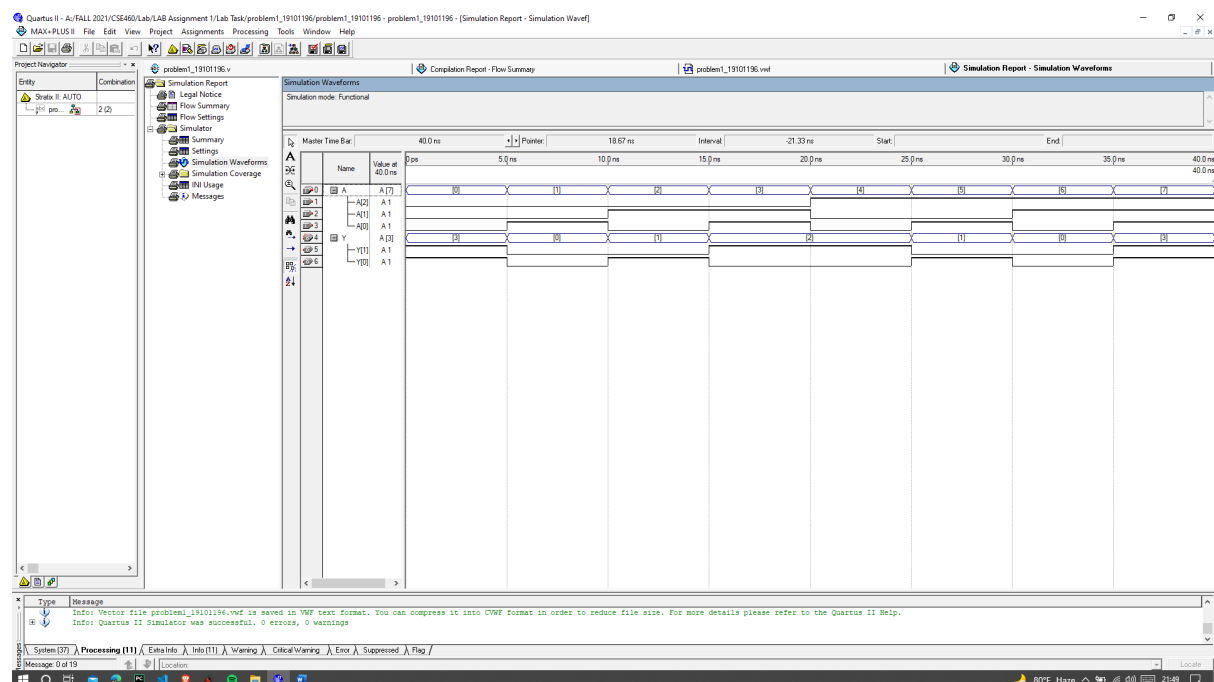 Quartus II - A:/FALL 2021/CSE460/Lab/LAB Assignment 1/Lab Task/problem1_19101196/problem1_19101196 - problem1_19101196 - [Simulation Report - Simulation Wavef]
MAX+PLUS II File Edit View Project Assignments Processing Tools Window Help
Project Navigator
problem1_19101196.v
Compilation Report - Flow Summary
problem1_19101196.vwf
Simulation Report - Simulation Waveforms
Entity Combination
Stratix II: AUTO
pro... 2 (2)
Simulation Report
Legal Notice
Flow Summary
Flow Settings
Simulator
Summary
Settings
Simulation Waveforms
Simulation Coverage
INI Usage
Messages
Simulation Waveforms
Simulation mode: Functional
Master Time Bar: 40.0 ns Pointer: 18.67 ns Interval: -21.33 ns Start: End:
Name Value at 40.0 ns
0 ps 5.0 ns 10.0 ns 15.0 ns 20.0 ns 25.0 ns 30.0 ns 35.0 ns 40.0 ns
40.0 ns
0 A A [7] [0] [1] [2] [3] [4] [5] [6] [7]
1 A[2] A 1
2 A[1] A 1
3 A[0] A 1
4 Y A [3] [3] [0] [1] [2] [1] [0] [3]
5 Y[1] A 1
6 Y[0] A 1
Type Message
Info: Vector file problem1_19101196.vwf is saved in VWF text format. You can compress it into CVWF format in order to reduce file size. For more details please refer to the Quartus II Help.
Info: Quartus II Simulator was successful. 0 errors, 0 warnings
System (37) Processing (11) Extra Info Info (11) Warning Critical Warning Error Suppressed Flag
Messages
Message: 0 of 19 Location: Locate
80°F Haze 21:49